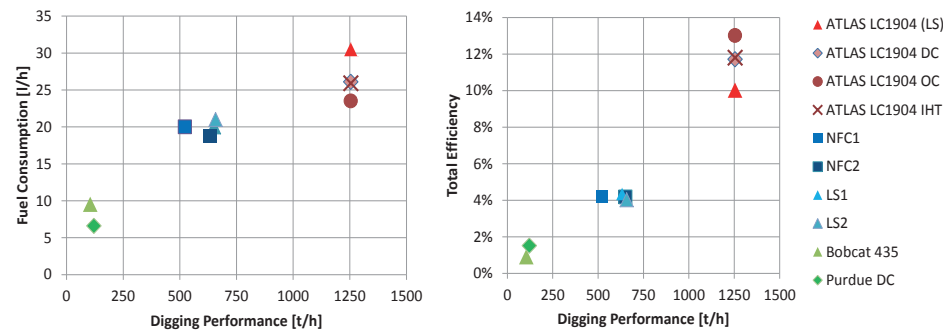 Fuel Consumption [l/h]
35
30
25
20
15
10
5
0
0 250 500 750 1000 1250 1500
Digging Performance [t/h]
Total Efficiency
14%
12%
10%
8%
6%
4%
2%
0%
0 250 500 750 1000 1250 1500
Digging Performance [t/h]
ATLAS LC1904 (LS)
ATLAS LC1904 DC
ATLAS LC1904 OC
ATLAS LC1904 IHT
NFC1
NFC2
LS1
LS2
Bobcat 435
Purdue DC